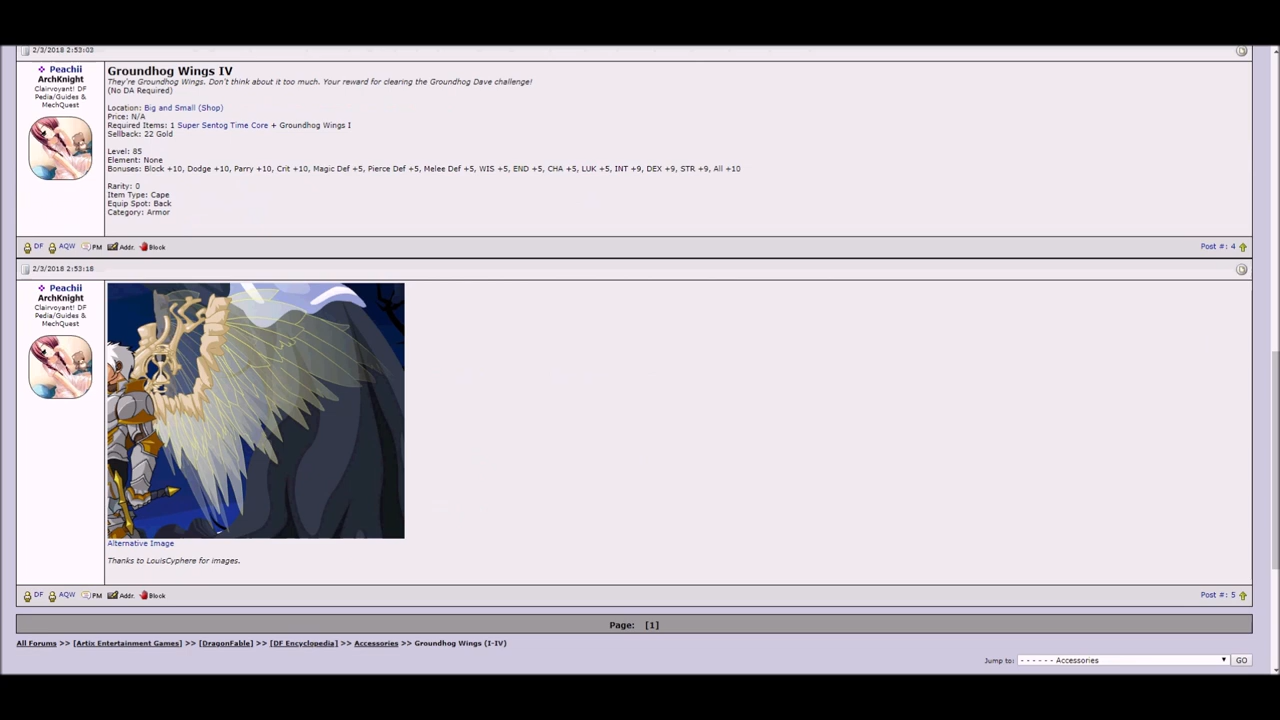 2/3/2018 2:53:03
Peachii
ArchKnight
Clairvoyant! DF
Pedia/Guides &
MechQuest
Groundhog Wings IV
They're Groundhog Wings. Don't think about it too much. Your reward for clearing the Groundhog Dave challenge!
(No DA Required)
Location: Big and Small (Shop)
Price: N/A
Required Items: 1 Super Sentog Time Core + Groundhog Wings I
Sellback: 22 Gold
Level: 85
Element: None
Bonuses: Block +10, Dodge +10, Parry +10, Crit +10, Magic Def +5, Pierce Def +5, Melee Def +5, WIS +5, END +5, CHA +5, LUK +5, INT +9, DEX +9, STR +9, All +10
Rarity: 0
Item Type: Cape
Equip Spot: Back
Category: Armor
DF AQW PM Addr. Block Post #: 4
2/3/2018 2:53:18
Peachii
ArchKnight
Clairvoyant! DF
Pedia/Guides &
MechQuest
Alternative Image
Thanks to LouisCyphere for images.
DF AQW PM Addr. Block Post #: 5
Page: [1]
All Forums >> [Artix Entertainment Games] >> [DragonFable] >> [DF Encyclopedia] >> Accessories >> Groundhog Wings (I-IV)
Jump to: - - - - - - Accessories GO